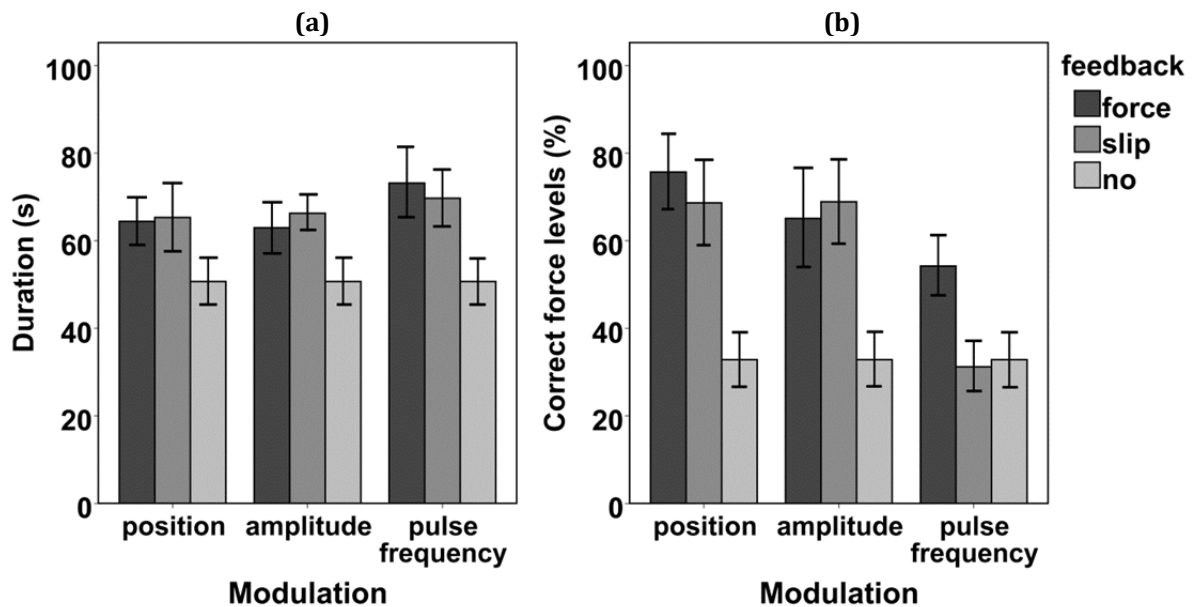 (a)
100
80
60
40
20
0
Duration (s)
position amplitude pulse
frequency
Modulation
(b)
100
80
60
40
20
0
Correct force levels (%)
position amplitude pulse
frequency
Modulation
feedback
force
slip
no